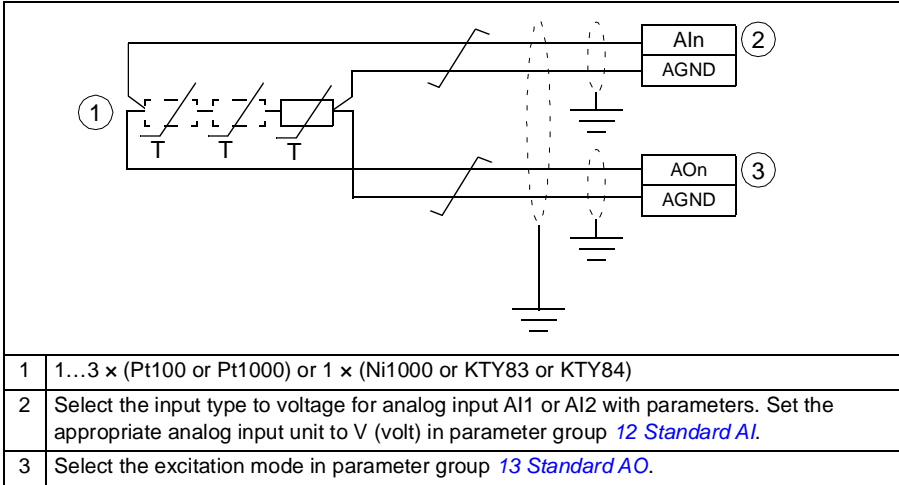 AIn
2
AGND
1
T T T
AOn
3
AGND
1 1…3 × (Pt100 or Pt1000) or 1 × (Ni1000 or KTY83 or KTY84)
2 Select the input type to voltage for analog input AI1 or AI2 with parameters. Set the
appropriate analog input unit to V (volt) in parameter group 12 Standard AI.
3 Select the excitation mode in parameter group 13 Standard AO.